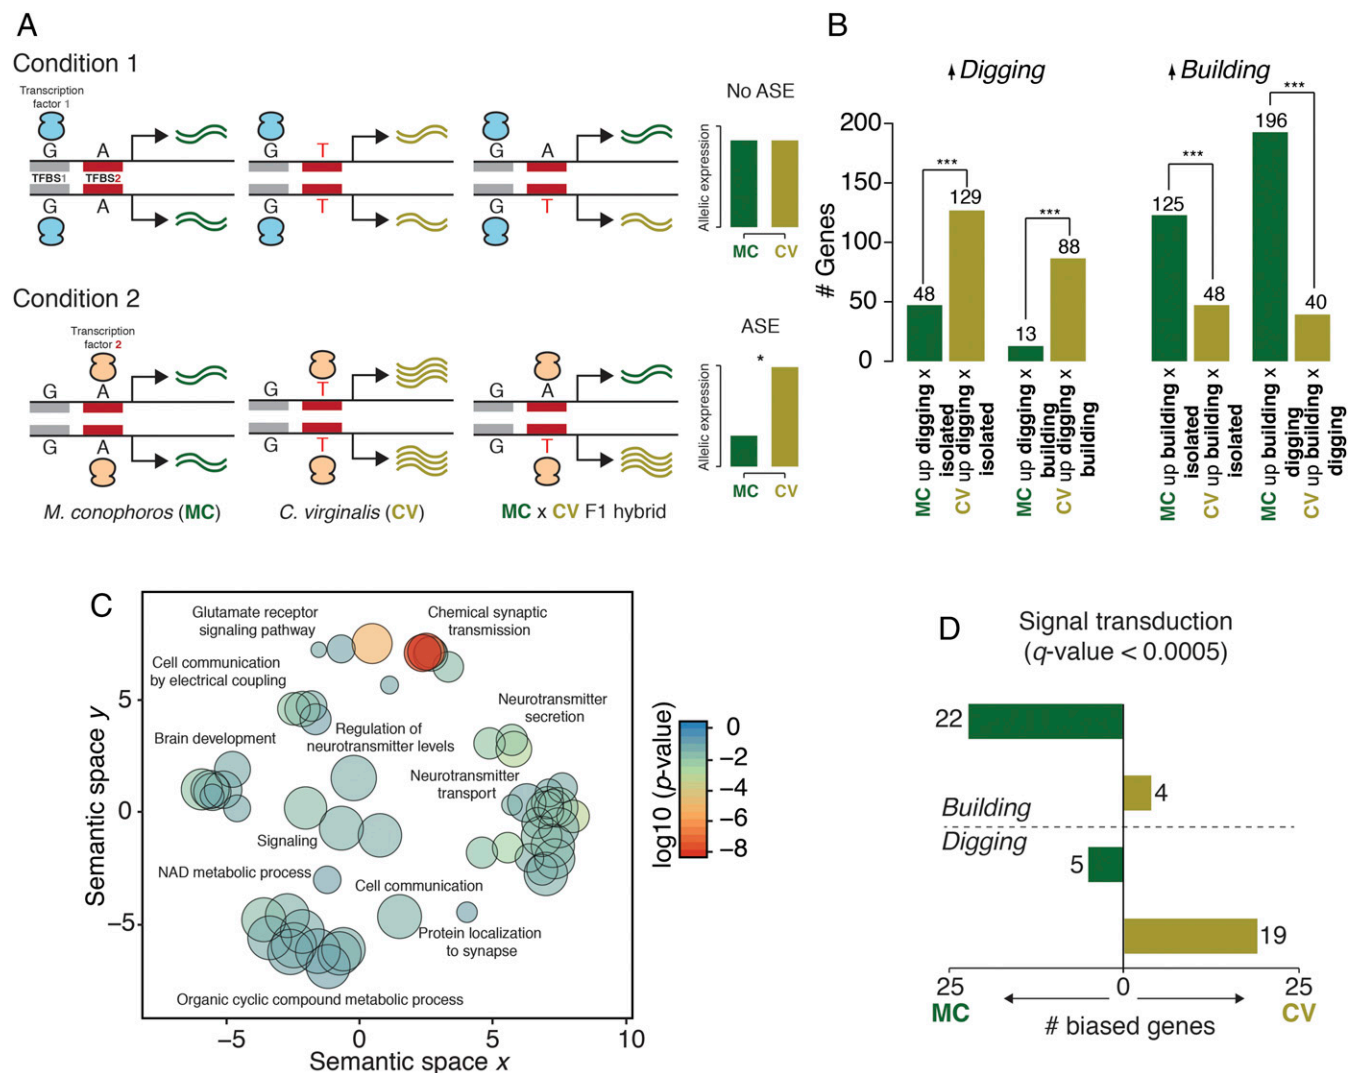 A
Condition 1
Transcription
factor 1
G A
TFBS1 TFBS2
G A
G T
G T
G A
G T
No ASE
Allelic expression
MC CV
Condition 2
Transcription
factor 2
G A
G A
G T
G T
G A
G T
ASE
*
Allelic expression
MC CV
M. conophoros (MC)
C. virginalis (CV)
MC x CV F1 hybrid
B
Digging
Building
# Genes
200
150
100
50
0
48
***
129
13
***
88
125
***
48
196
***
40
MC up digging x
isolated
CV up digging x
isolated
MC up digging x
building
CV up digging x
building
MC up building x
isolated
CV up building x
isolated
MC up building x
digging
CV up building x
digging
C
Glutamate receptor
signaling pathway
Chemical synaptic
transmission
Cell communication
by electrical coupling
Neurotransmitter
secretion
Brain development
Regulation of
neurotransmitter levels
Neurotransmitter
transport
Signaling
NAD metabolic process
Cell communication
Protein localization
to synapse
Organic cyclic compound metabolic process
Semantic space y
5
0
−5
−5 0 5 10
Semantic space x
log10 (p-value)
0
−2
−4
−6
−8
D
Signal transduction
(q-value < 0.0005)
22
4
Building
Digging
5
19
25 0 25
MC CV
# biased genes